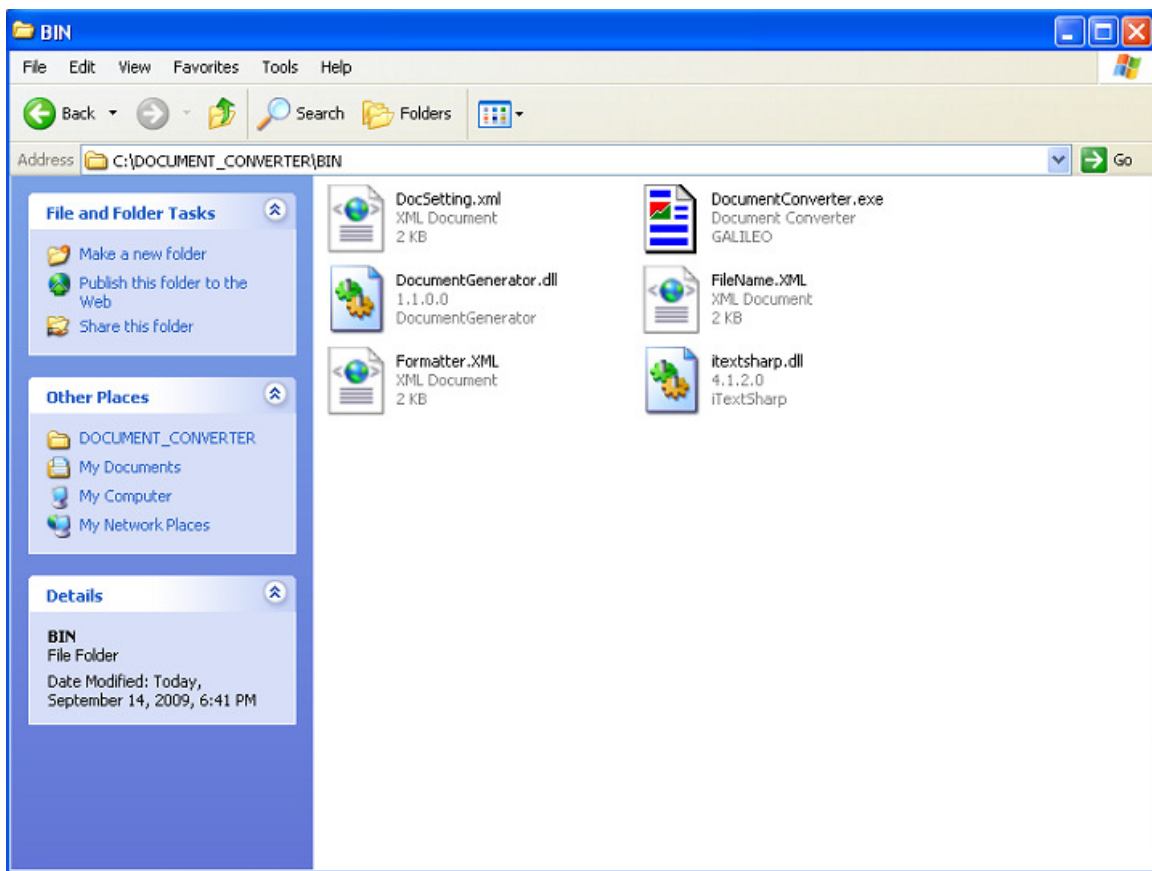 BIN
File Edit View Favorites Tools Help
Back Search Folders
Address C:\DOCUMENT_CONVERTER\BIN Go
File and Folder Tasks
Make a new folder
Publish this folder to the
Web
Share this folder
Other Places
DOCUMENT_CONVERTER
My Documents
My Computer
My Network Places
Details
BIN
File Folder
Date Modified: Today,
September 14, 2009, 6:41 PM
DocSetting.xml
XML Document
2 KB
DocumentConverter.exe
Document Converter
GALILEO
DocumentGenerator.dll
1.1.0.0
DocumentGenerator
FileName.XML
XML Document
2 KB
Formatter.XML
XML Document
2 KB
itextsharp.dll
4.1.2.0
iTextSharp